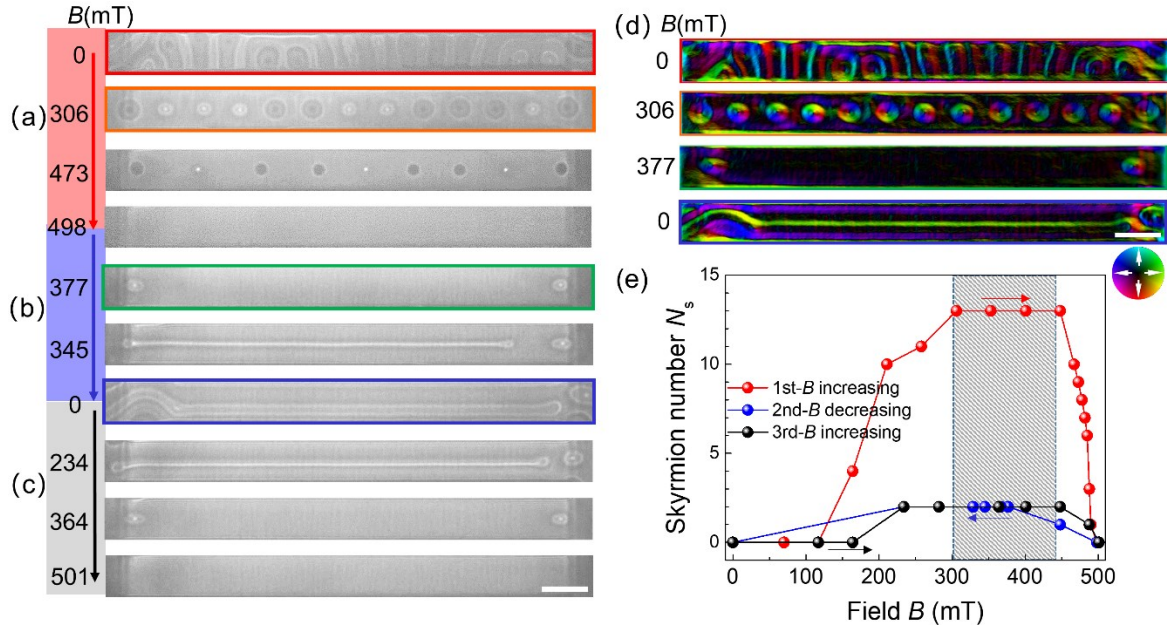 B(mT)
0
(a)
306
473
498
377
(b)
345
0
234
(c)
364
501
(d)
B(mT)
0
306
377
0
(e)
Skyrmion number Ns
15
10
5
0
1st-B increasing
2nd-B decreasing
3rd-B increasing
0 100 200 300 400 500
Field B (mT)